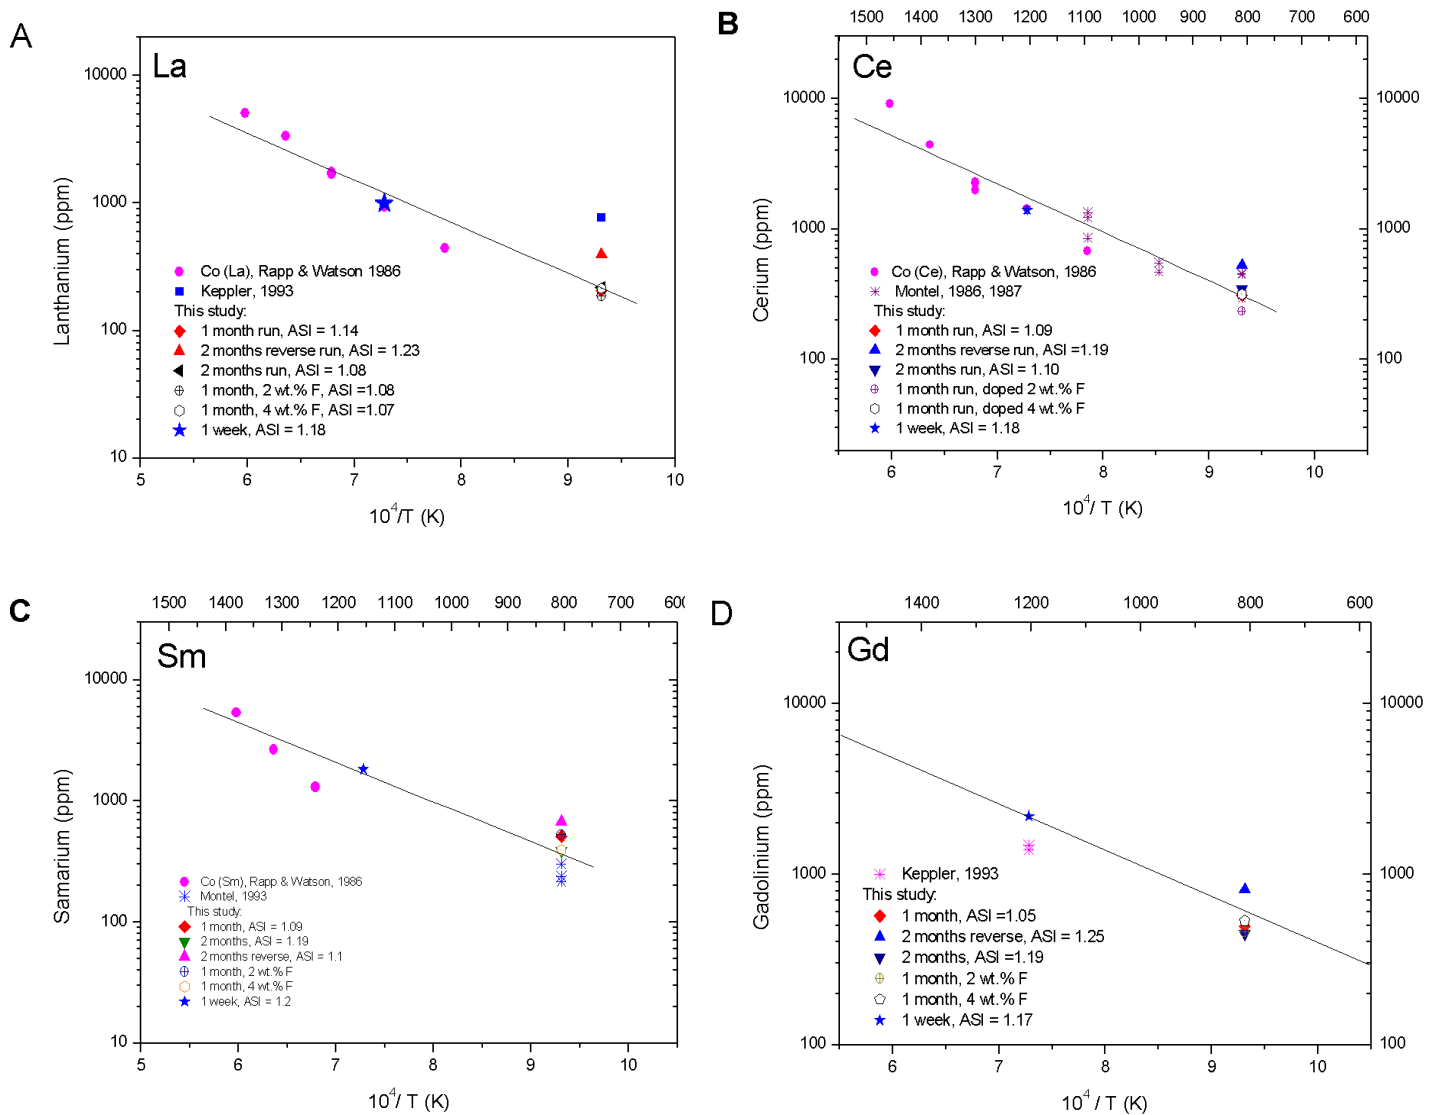 A
La
10000
1000
100
10
Lanthanium (ppm)
Co (La), Rapp & Watson 1986
Keppler, 1993
This study:
1 month run, ASI = 1.14
2 months reverse run, ASI = 1.23
2 months run, ASI = 1.08
1 month, 2 wt.% F, ASI =1.08
1 month, 4 wt.% F, ASI =1.07
1 week, ASI = 1.18
5 6 7 8 9 10
10^4/T (K)
B
1500 1400 1300 1200 1100 1000 900 800 700 600 580
Ce
10000 10000
1000 1000
100 100
Cerium (ppm)
Co (Ce), Rapp & Watson, 1986
Montel, 1986, 1987
This study:
1 month run, ASI = 1.09
2 months reverse run, ASI =1.19
2 months run, ASI = 1.10
1 month run, doped 2 wt.% F
1 month run, doped 4 wt.% F
1 week, ASI = 1.18
6 7 8 9 10
10^4/ T (K)
C
1500 1400 1300 1200 1100 1000 900 800 700 60
Sm
10000
1000
100
10
Samarium (ppm)
Co (Sm), Rapp & Watson, 1986
Montel, 1993
This study:
1 month, ASI = 1.09
2 months, ASI = 1.19
2 months reverse, ASI = 1.1
1 month, 2 wt.% F
1 month, 4 wt.% F
1 week, ASI = 1.2
5 6 7 8 9 10
10^4/ T (K)
D
1400 1200 1000 800 600
Gd
10000 10000
1000 1000
100 100
Gadolinium (ppm)
Keppler, 1993
This study:
1 month, ASI =1.05
2 months reverse, ASI = 1.25
2 months, ASI =1.19
1 month, 2 wt.% F
1 month, 4 wt.% F
1 week, ASI = 1.17
6 7 8 9 10
10^4 / T (K)